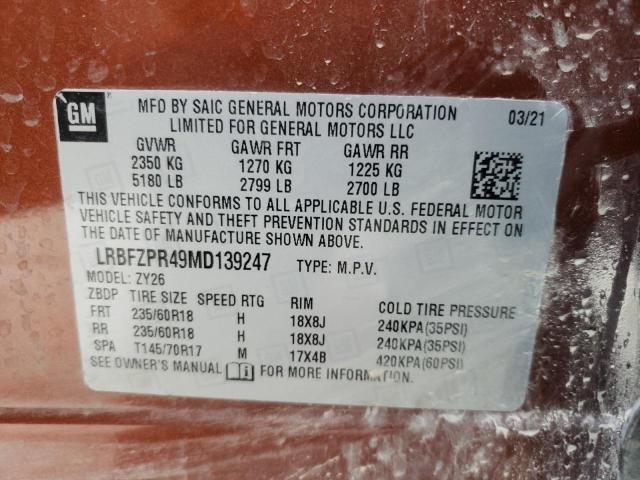 GM
MFD BY SAIC GENERAL MOTORS CORPORATION 03/21
LIMITED FOR GENERAL MOTORS LLC
GVWR GAWR FRT GAWR RR
2350 KG 1270 KG 1225 KG
5180 LB 2799 LB 2700 LB
THIS VEHICLE CONFORMS TO ALL APPLICABLE U.S. FEDERAL MOTOR
VEHICLE SAFETY AND THEFT PREVENTION STANDARDS IN EFFECT ON
THE DATE OF MANUFACTURE SHOWN ABOVE.
LRBFZPR49MD139247 TYPE: M.P.V.
MODEL: ZY26
ZBDP TIRE SIZE SPEED RTG RIM COLD TIRE PRESSURE
FRT 235/60R18 H 18X8J 240KPA(35PSI)
RR 235/60R18 H 18X8J 240KPA(35PSI)
SPA T145/70R17 M 17X4B 420KPA(60PSI)
SEE OWNER'S MANUAL FOR MORE INFORMATION.